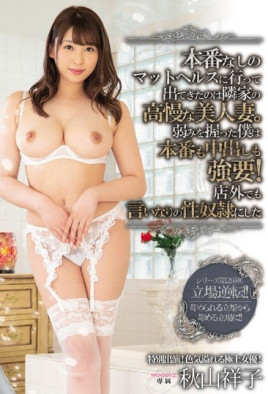 本番なしの
マットヘルスに行って
出てきたのは隣家の
高慢な美人妻。
弱みを握った僕は
本番も中出しも
強要!
店外でも
言いなりの性奴隷にした
立場逆転!!
専属
秋山祥子